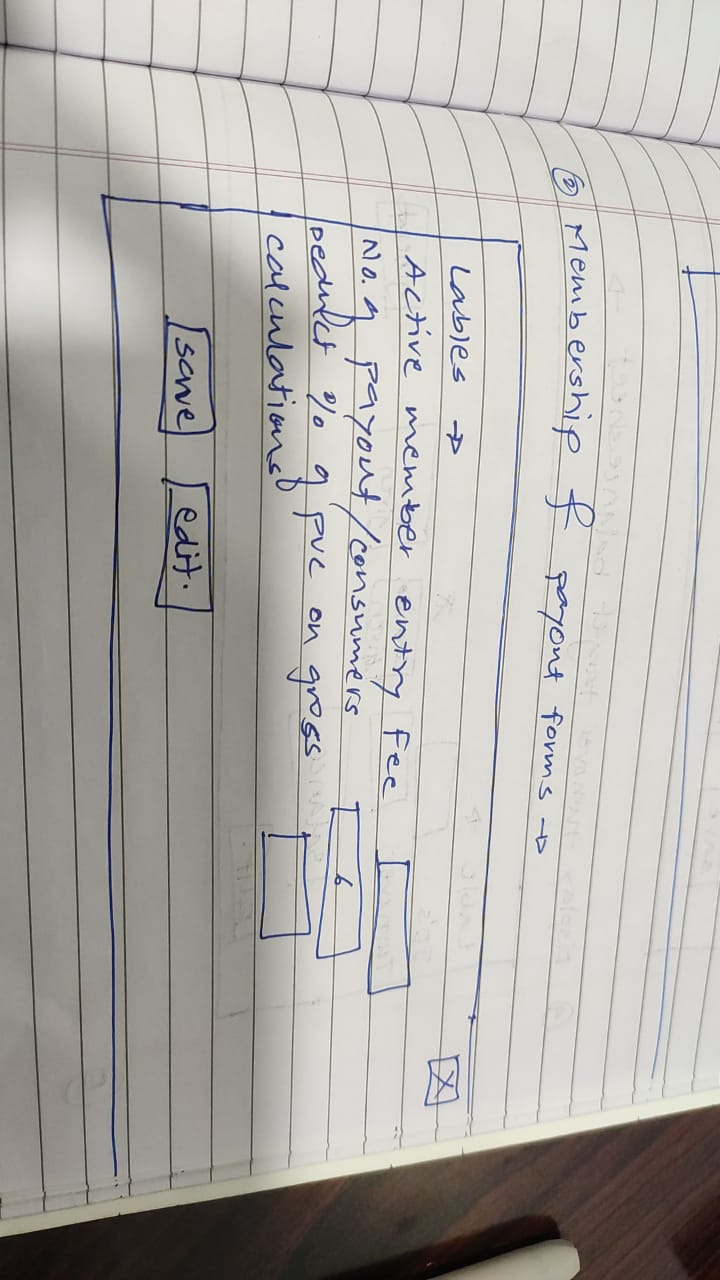 ② Membership & payout forms →
Lables →
X
Active member entry Fee
No. of payout/consumers 6
Deduct % of pvc on gross
calculations
save edit.